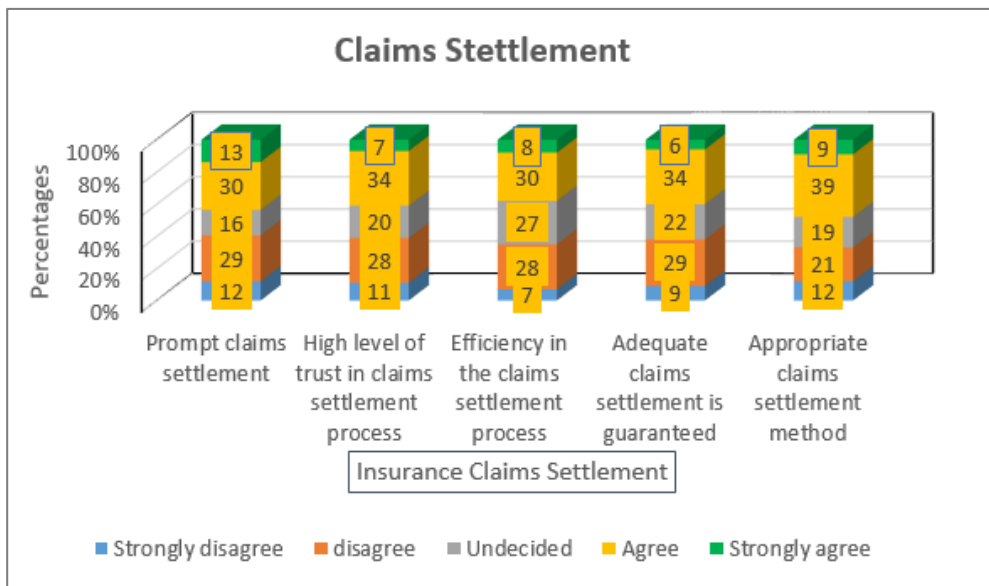 Claims Stettlement
Percentages
100%
80%
60%
40%
20%
0%
13 7 8 6 9
30 34 30 34 39
16 20 27 22 19
29 28 28 29 21
12 11 7 9 12
Prompt claims
settlement
High level of
trust in claims
settlement
process
Efficiency in
the claims
settlement
process
Adequate
claims
settlement is
guaranteed
Appropriate
claims
settlement
method
Insurance Claims Settlement
Strongly disagree disagree Undecided Agree Strongly agree